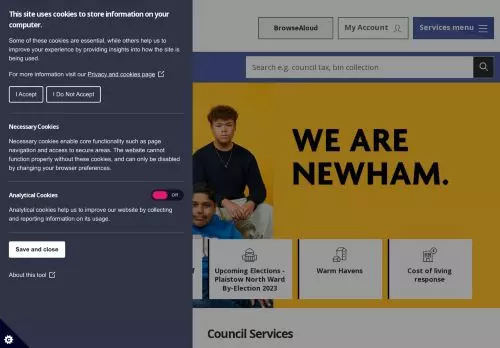 This site uses cookies to store information on your
computer.
Some of these cookies are essential, while others help us to
improve your experience by providing insights into how the site is
being used.
For more information visit our Privacy and cookies page
I Accept
I Do Not Accept
Necessary Cookies
Necessary cookies enable core functionality such as page
navigation and access to secure areas. The website cannot
function properly without these cookies, and can only be disabled
by changing your browser preferences.
Analytical Cookies
Off
Analytical cookies help us to improve our website by collecting
and reporting information on its usage.
Save and close
About this tool
BrowseAloud
My Account
Services menu
Search e.g. council tax, bin collection
WE ARE
NEWHAM.
Upcoming Elections -
Plaistow North Ward
By-Election 2023
Warm Havens
Cost of living
response
Council Services